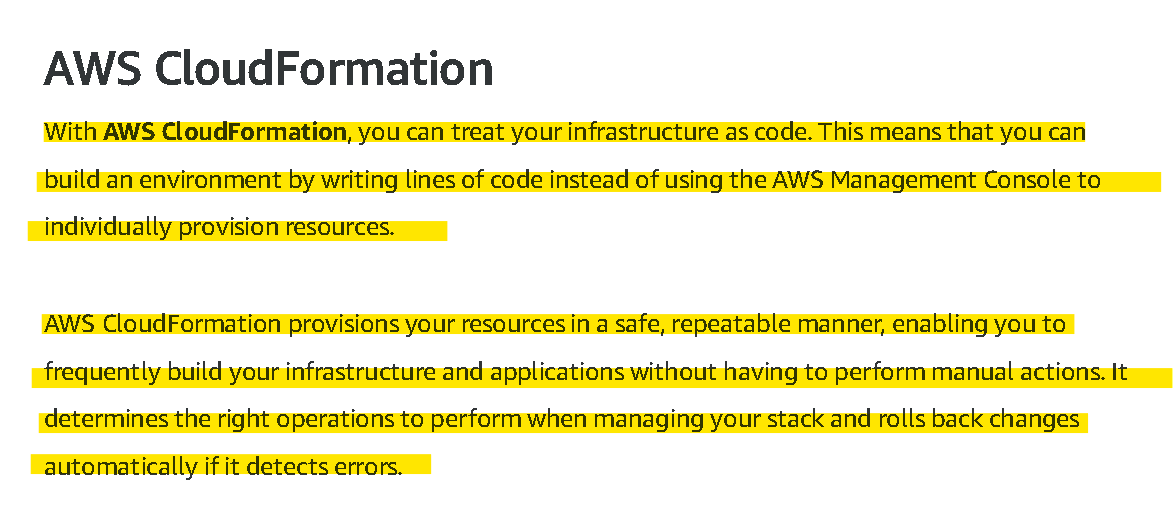 AWS CloudFormation
With AWS CloudFormation, you can treat your infrastructure as code. This means that you can
build an environment by writing lines of code instead of using the AWS Management Console to
individually provision resources.
AWS CloudFormation provisions your resources in a safe, repeatable manner, enabling you to
frequently build your infrastructure and applications without having to perform manual actions. It
determines the right operations to perform when managing your stack and rolls back changes
automatically if it detects errors.